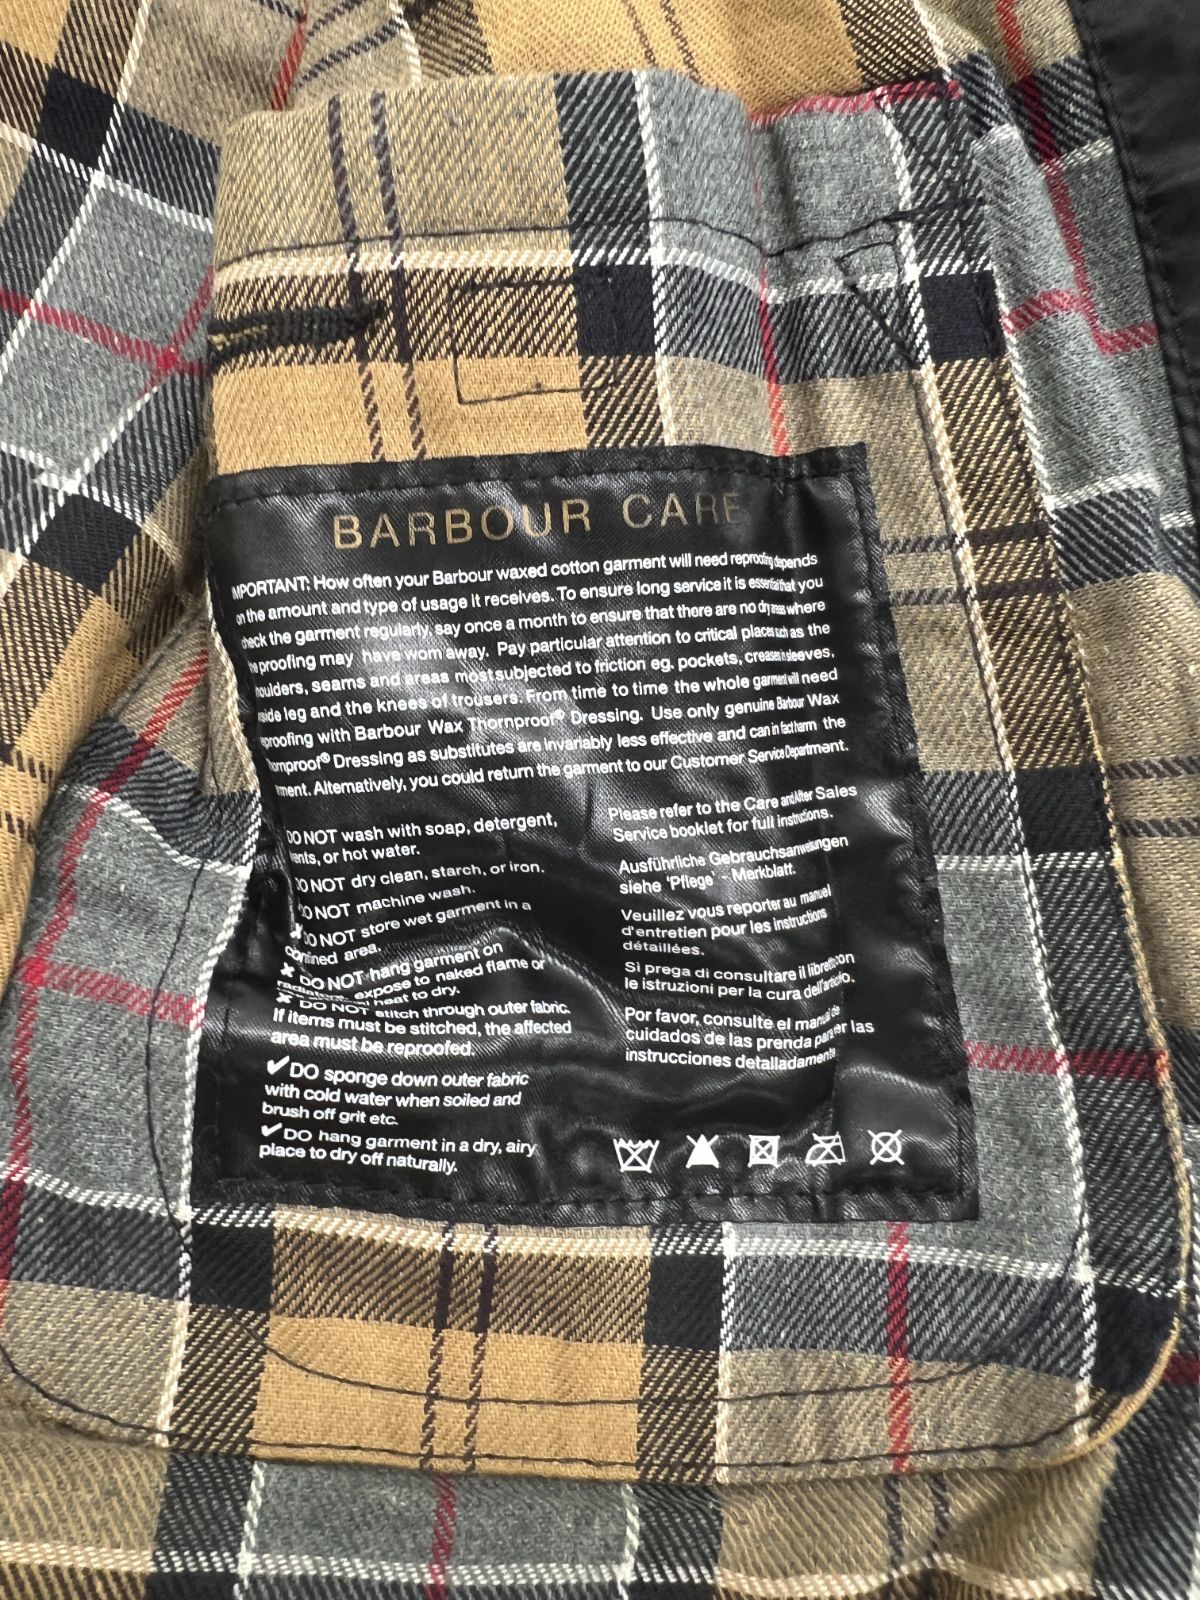 BARBOUR CARE
IMPORTANT: How often your Barbour waxed cotton garment will need reproofing depends
on the amount and type of usage it receives. To ensure long service it is essential that you
check the garment regularly, say once a month to ensure that there are no dry areas where
proofing may have worn away. Pay particular attention to critical places such as the
houlders, seams and areas most subjected to friction eg. pockets, creases in sleeves,
side leg and the knees of trousers. From time to time the whole garment will need
proofing with Barbour Wax Thornproof® Dressing. Use only genuine Barbour Wax
hornproof® Dressing as substitutes are invariably less effective and can in fact harm the
ment. Alternatively, you could return the garment to our Customer Service Department.
DO NOT wash with soap, detergent,
ents, or hot water.
DO NOT dry clean, starch, or iron.
DO NOT machine wash.
✖ DO NOT store wet garment in a
confined area.
✖ DO NOT hang garment on
expose to naked flame or
heat to dry.
✖ DO NOT stitch through outer fabric.
If items must be stitched, the affected
area must be reproofed.
✔ DO sponge down outer fabric
with cold water when soiled and
brush off grit etc.
✔ DO hang garment in a dry, airy
place to dry off naturally.
Please refer to the Care and After Sales
Service booklet for full instructions.
Ausführliche Gebrauchsanweisungen
siehe 'Pflege' - Merkblatt.
Veuillez vous reporter au manuel
d'entretien pour les instructions
détaillées.
Si prega di consultare il libretto con
le istruzioni per la cura dell'articolo.
Por favor, consulte el manual de
cuidados de las prenda para ver las
instrucciones detalladamente